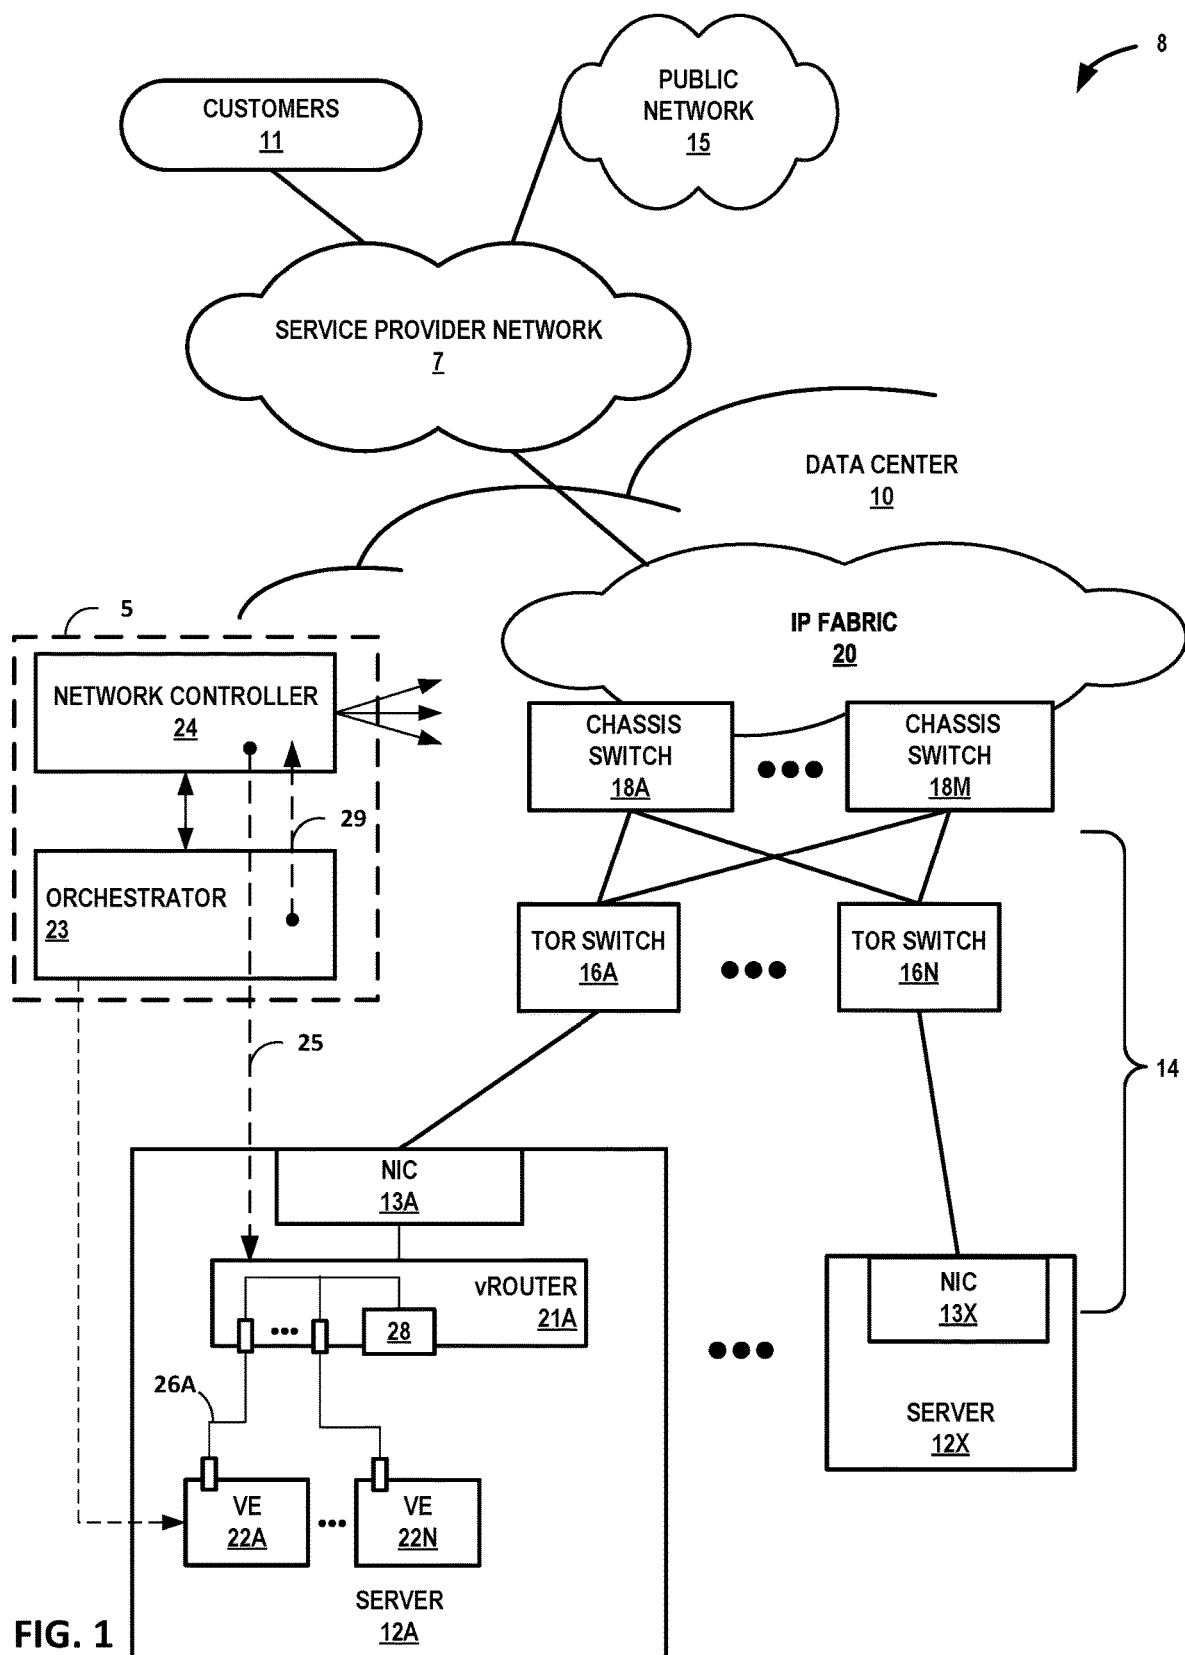 8
PUBLIC
NETWORK
15
CUSTOMERS
11
SERVICE PROVIDER NETWORK
7
DATA CENTER
10
5
IP FABRIC
20
NETWORK CONTROLLER
24
CHASSIS
SWITCH
18A
CHASSIS
SWITCH
18M
29
ORCHESTRATOR
23
TOR SWITCH
16A
TOR SWITCH
16N
25
14
NIC
13A
vROUTER
21A
28
NIC
13X
26A
SERVER
12X
VE
22A
VE
22N
SERVER
12A
FIG. 1